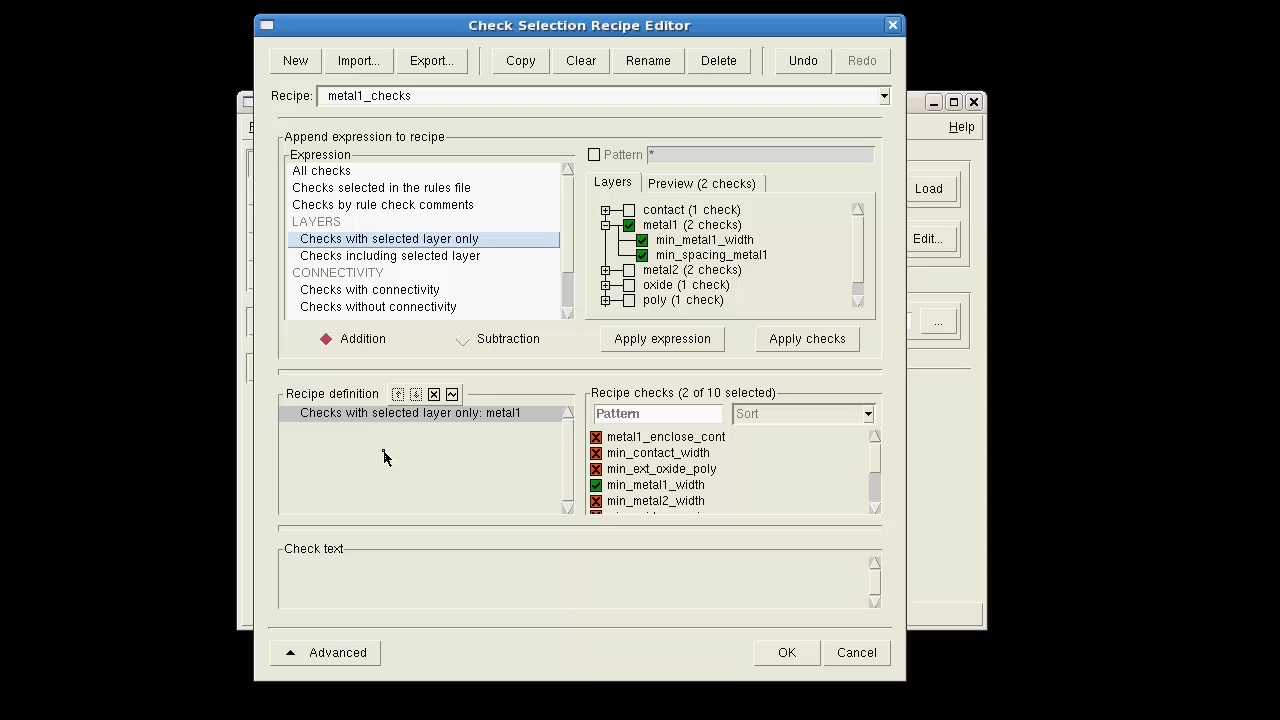 Check Selection Recipe Editor
New Import... Export... Copy Clear Rename Delete Undo Redo
Recipe: metal1_checks
Help
Append expression to recipe
Expression
All checks
Checks selected in the rules file
Checks by rule check comments
LAYERS
Checks with selected layer only
Checks including selected layer
CONNECTIVITY
Checks with connectivity
Checks without connectivity
Pattern *
Layers Preview (2 checks)
contact (1 check)
metal1 (2 checks)
min_metal1_width
min_spacing_metal1
metal2 (2 checks)
oxide (1 check)
poly (1 check)
Load
Edit...
...
Addition Subtraction Apply expression Apply checks
Recipe definition
Checks with selected layer only: metal1
Recipe checks (2 of 10 selected)
Pattern Sort
metal1_enclose_cont
min_contact_width
min_ext_oxide_poly
min_metal1_width
min_metal2_width
Check text
Advanced OK Cancel